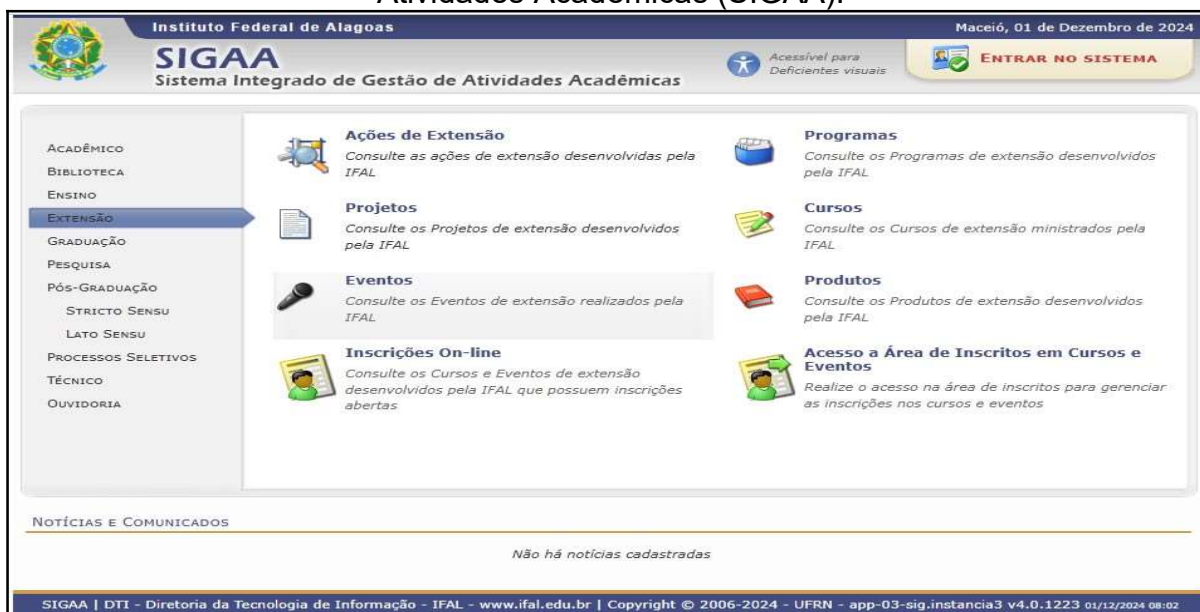 Atividades Acadêmicas (SIGAA).
Instituto Federal de Alagoas
Maceió, 01 de Dezembro de 2024
SIGAA
Sistema Integrado de Gestão de Atividades Acadêmicas
Acessível para
Deficientes visuais
ENTRAR NO SISTEMA
ACADÊMICO
BIBLIOTECA
ENSINO
EXTENSÃO
GRADUAÇÃO
PESQUISA
PÓS-GRADUAÇÃO
STRICTO SENSU
LATO SENSU
PROCESSOS SELETIVOS
TÉCNICO
OUVIDORIA
Ações de Extensão
Consulte as ações de extensão desenvolvidas pela
IFAL
Programas
Consulte os Programas de extensão desenvolvidos
pela IFAL
Projetos
Consulte os Projetos de extensão desenvolvidos
pela IFAL
Cursos
Consulte os Cursos de extensão ministrados pela
IFAL
Eventos
Consulte os Eventos de extensão realizados pela
IFAL
Produtos
Consulte os Produtos de extensão desenvolvidos
pela IFAL
Inscrições On-line
Consulte os Cursos e Eventos de extensão
desenvolvidos pela IFAL que possuem inscrições
abertas
Acesso a Área de Inscritos em Cursos e
Eventos
Realize o acesso na área de inscritos para gerenciar
as inscrições nos cursos e eventos
NOTÍCIAS E COMUNICADOS
Não há notícias cadastradas
SIGAA | DTI - Diretoria da Tecnologia de Informação - IFAL - www.ifal.edu.br | Copyright © 2006-2024 - UFRN - app-03-sig.instancia3 v4.0.1223 01/12/2024 08:02